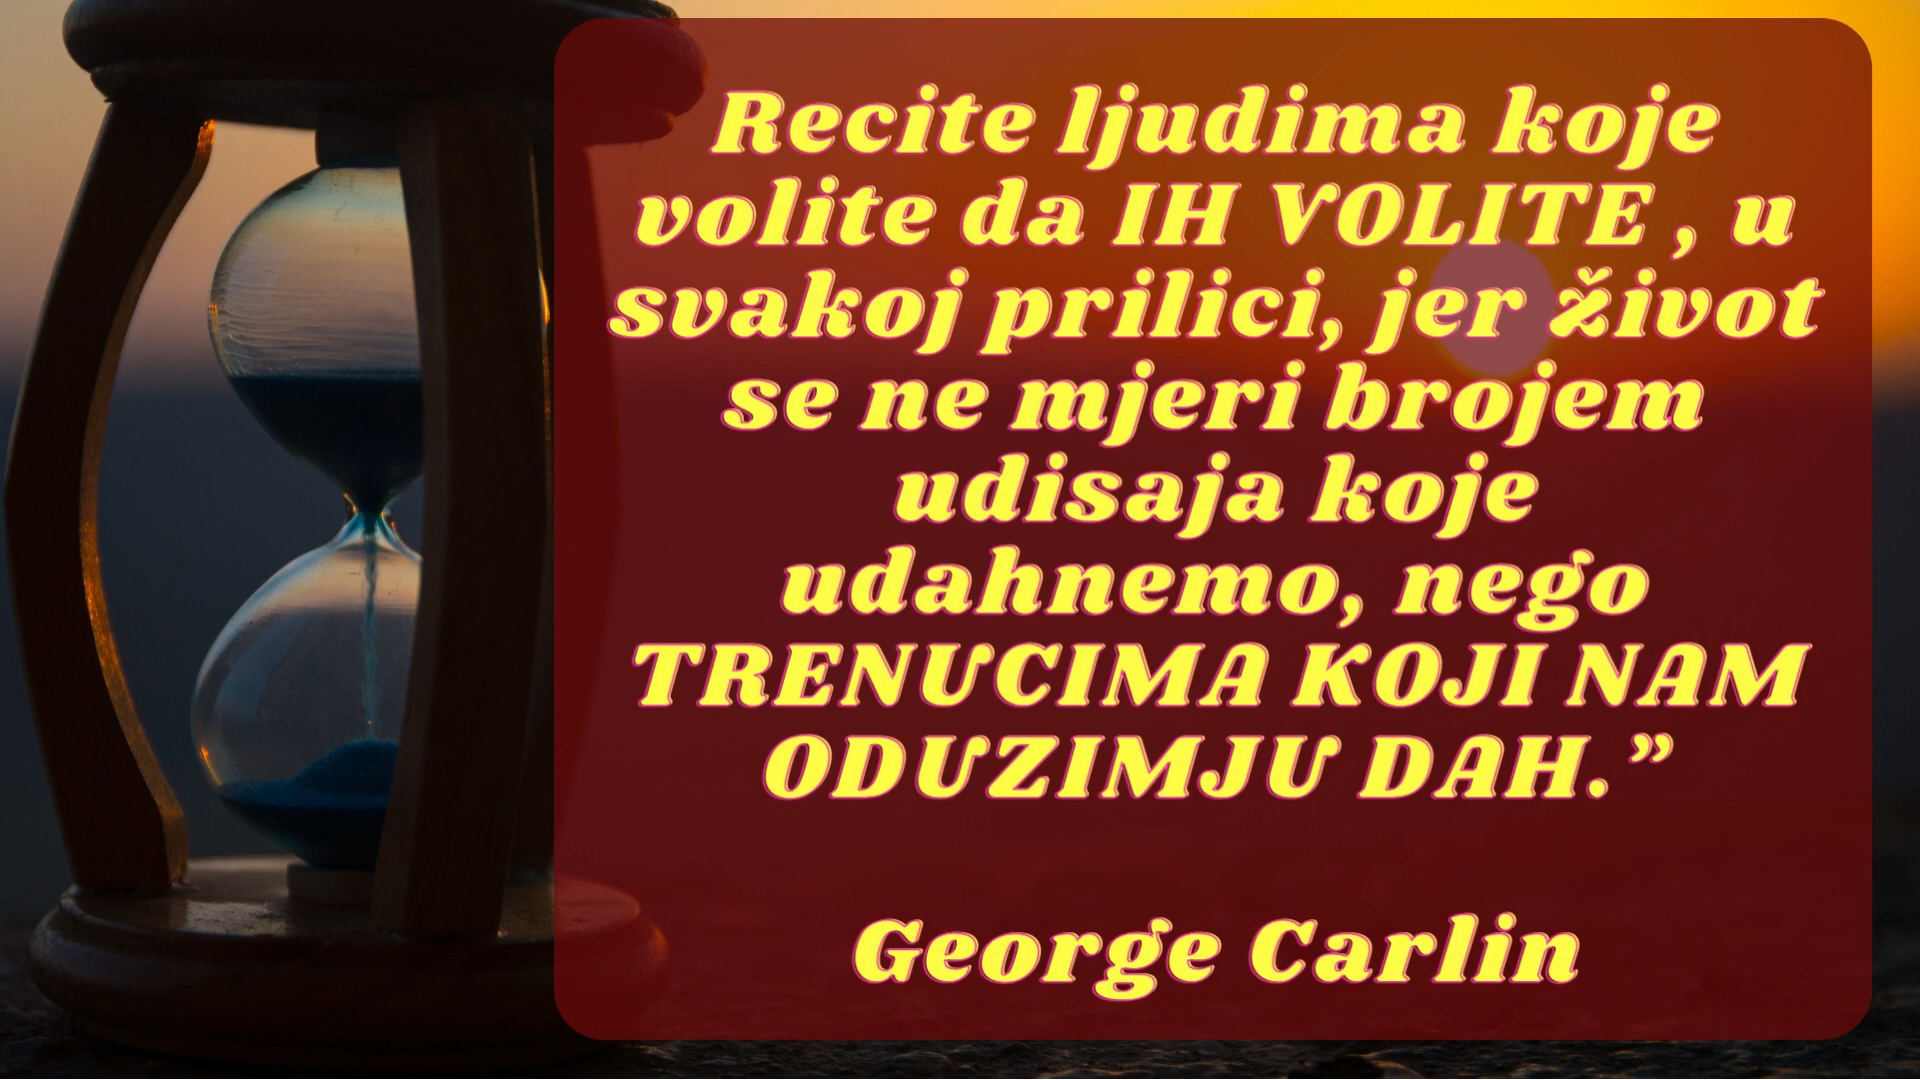 Recite ljudima koje
volite da IH VOLITE , u
svakoj prilici, jer život
se ne mjeri brojem
udisaja koje
udahnemo, nego
TRENUCIMA KOJI NAM
ODUZIMJU DAH.”
George Carlin